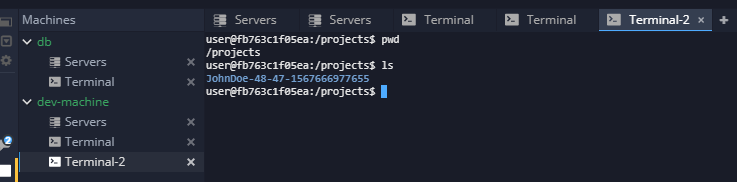 Machines
db
Servers
Terminal
dev-machine
Servers
Terminal
Terminal-2
2
Servers
Servers
Terminal
Terminal
Terminal-2
user@fb763c1f05ea:/projects$ pwd
/projects
user@fb763c1f05ea:/projects$ ls
JohnDoe-48-47-1567666977655
user@fb763c1f05ea:/projects$